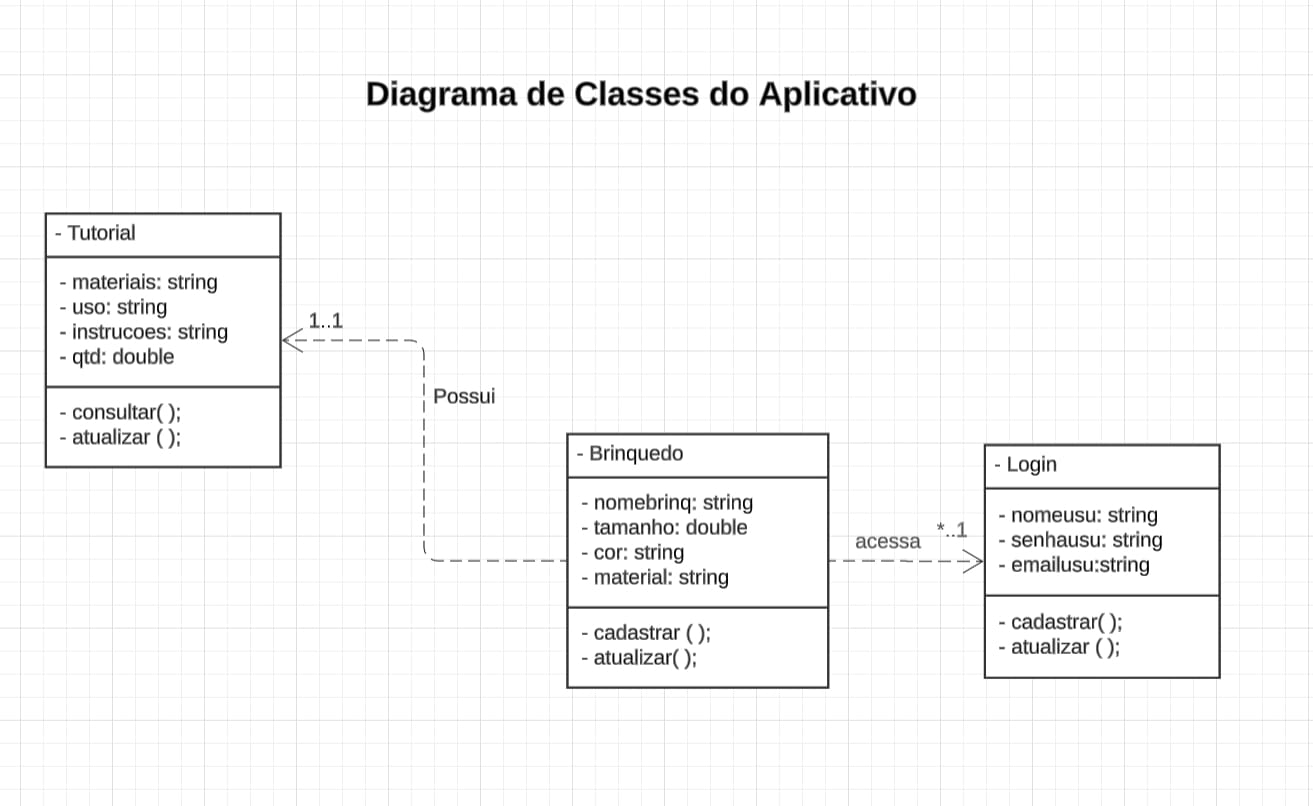 Diagrama de Classes do Aplicativo
- Tutorial
- materiais: string
- uso: string
- instrucoes: string
- qtd: double
- consultar( );
- atualizar ( );
1..1
Possui
- Brinquedo
- nomebrinq: string
- tamanho: double
- cor: string
- material: string
- cadastrar ( );
- atualizar( );
acessa
*..1
- Login
- nomeusu: string
- senhausu: string
- emailusu:string
- cadastrar( );
- atualizar ( );